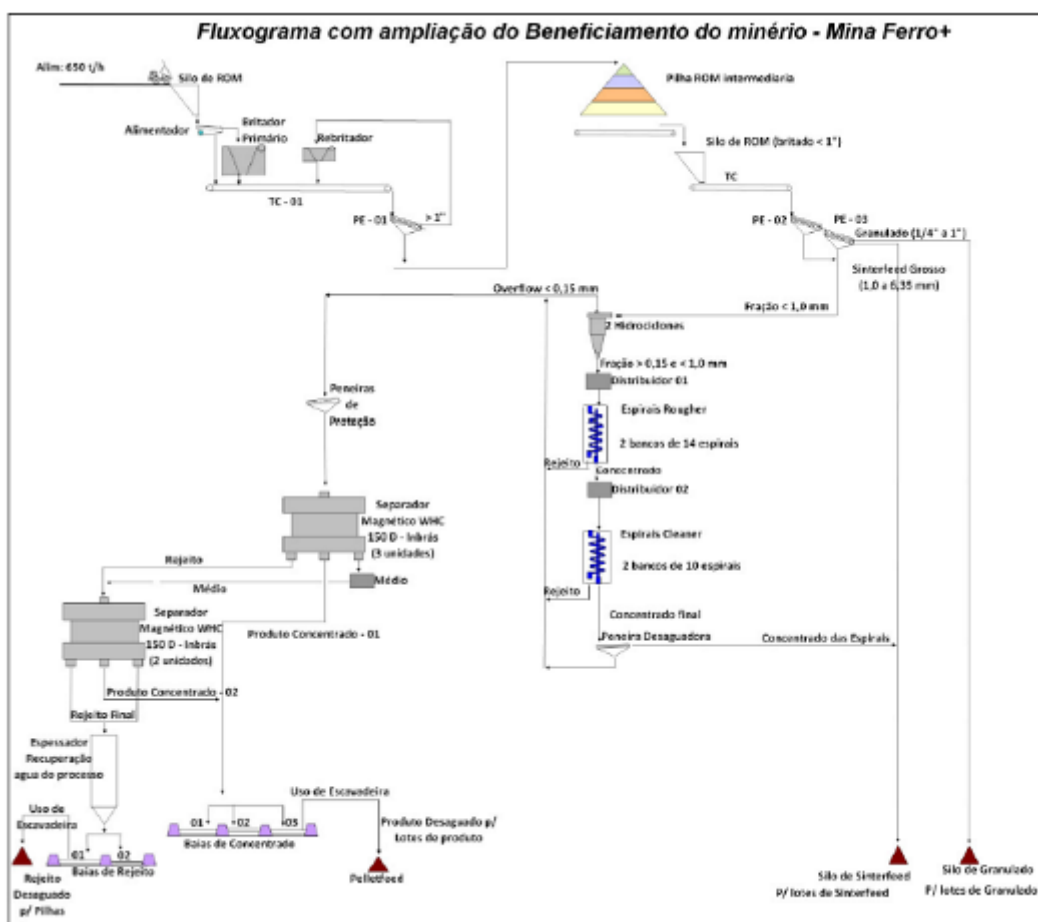 Fluxograma com ampliação do Beneficiamento do minério - Mina Ferro+
Alim: 650 t/h
Silo de ROM
Pilha ROM intermediaria
Alimentador
Britador
Primário
Rebritador
Silo de ROM (britado < 1")
TC - 01
PE - 01
> 1"
TC
PE - 02
PE - 03
Granulado (1/4" a 1")
Sinterfeed Grosso
(1,0 a 6,35 mm)
Overflow < 0,15 mm
Fração < 1,0 mm
2 Hidrociclones
Fração > 0,15 e < 1,0 mm
Distribuidor 01
Peneiras
de
Proteção
Espirais Rougher
2 bancos de 14 espirais
Rejeito
Concentrado
Distribuidor 02
Separador
Magnético WHC
150 D - Inbrás
(3 unidades)
Espirais Cleaner
2 bancos de 10 espirais
Rejeito
Médio
Médio
Rejeito
Separador
Magnético WHC
150 D - Inbrás
(2 unidades)
Produto Concentrado - 01
Concentrado final
Peneira Desaguadora
Concentrado das Espirais
Produto Concentrado - 02
Rejeito Final
Espessador
Recuperação
agua do processo
Uso de
Escavadeira
01
02
Baias de Rejeito
Rejeito
Desaguado
p/ Pilhas
01
02
03
Baias de Concentrado
Uso de Escavadeira
Produto Desaguado p/
Lotes do produto
Pelletfeed
Silo de Sinterfeed
P/ lotes de Sinterfeed
Silo de Granulado
P/ lotes de Granulado